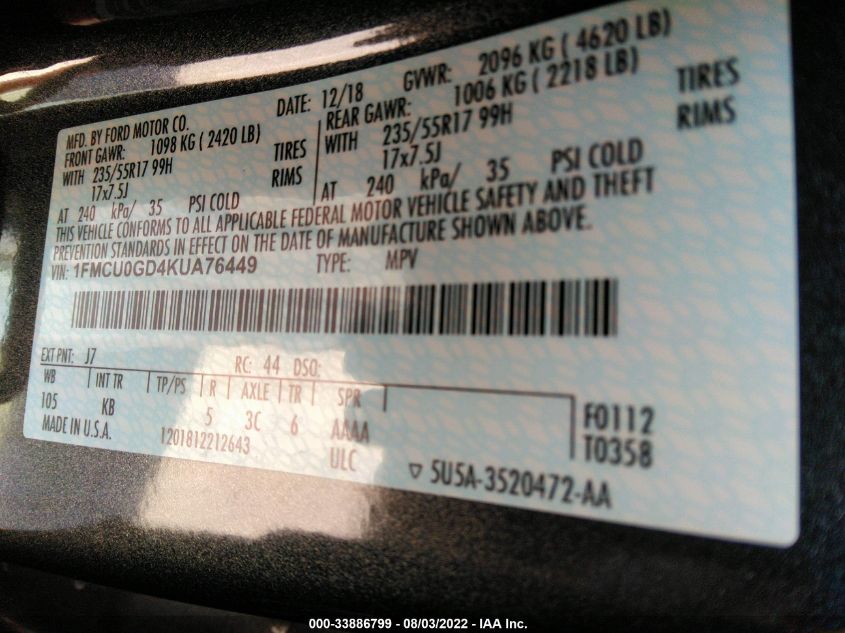 MFD. BY FORD MOTOR CO.
DATE: 12/18 GVWR: 2096 KG ( 4620 LB)
FRONT GAWR: 1098 KG ( 2420 LB)
REAR GAWR: 1006 KG ( 2218 LB)
WITH 235/55R17 99H TIRES
WITH 235/55R17 99H TIRES
17x7.5J RIMS
17x7.5J RIMS
AT 240 kPa/ 35 PSI COLD
AT 240 kPa/ 35 PSI COLD
THIS VEHICLE CONFORMS TO ALL APPLICABLE FEDERAL MOTOR VEHICLE SAFETY AND THEFT
PREVENTION STANDARDS IN EFFECT ON THE DATE OF MANUFACTURE SHOWN ABOVE.
VIN: 1FMCU0GD4KUA76449 TYPE: MPV
EXT PNT: J7 RC: 44 DSO:
WB INT TR TP/PS R AXLE TR SPR
105 KB 5 3C 6 AAAA
F0112
MADE IN U.S.A. 1201812212643 ULC
T0358
5U5A-3520472-AA
000-33886799 - 08/03/2022 - IAA Inc.